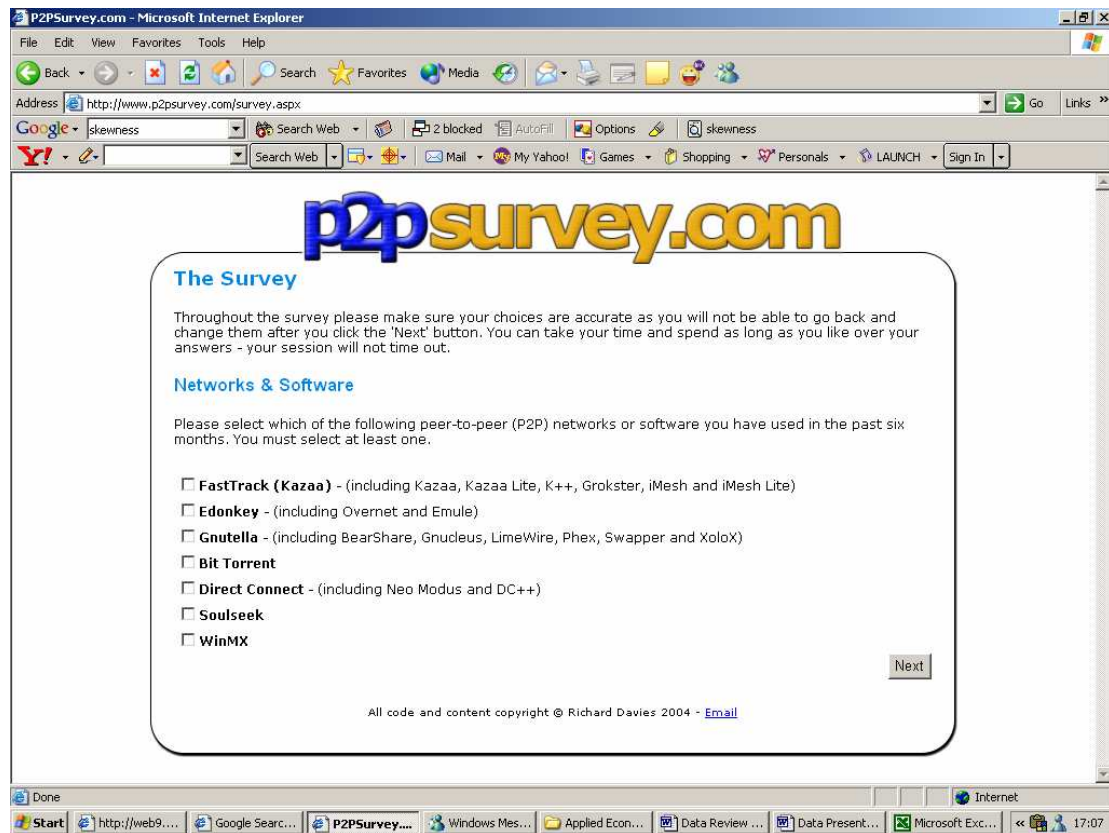 P2PSurvey.com - Microsoft Internet Explorer
File Edit View Favorites Tools Help
Back Search Favorites Media
Address http://www.p2psurvey.com/survey.aspx Go Links »
Google skewness Search Web 2 blocked AutoFill Options skewness
Y! Search Web Mail My Yahoo! Games Shopping Personals LAUNCH Sign In
p2psurvey.com
The Survey
Throughout the survey please make sure your choices are accurate as you will not be able to go back and
change them after you click the 'Next' button. You can take your time and spend as long as you like over your
answers - your session will not time out.
Networks & Software
Please select which of the following peer-to-peer (P2P) networks or software you have used in the past six
months. You must select at least one.
FastTrack (Kazaa) - (including Kazaa, Kazaa Lite, K++, Grokster, iMesh and iMesh Lite)
Edonkey - (including Overnet and Emule)
Gnutella - (including BearShare, Gnucleus, LimeWire, Phex, Swapper and XoloX)
Bit Torrent
Direct Connect - (including Neo Modus and DC++)
Soulseek
WinMX
Next
All code and content copyright © Richard Davies 2004 - Email
Done Internet
Start http://web9.... Google Searc... P2PSurvey.... Windows Mes... Applied Econ... Data Review ... Data Present... Microsoft Exc... « 17:07